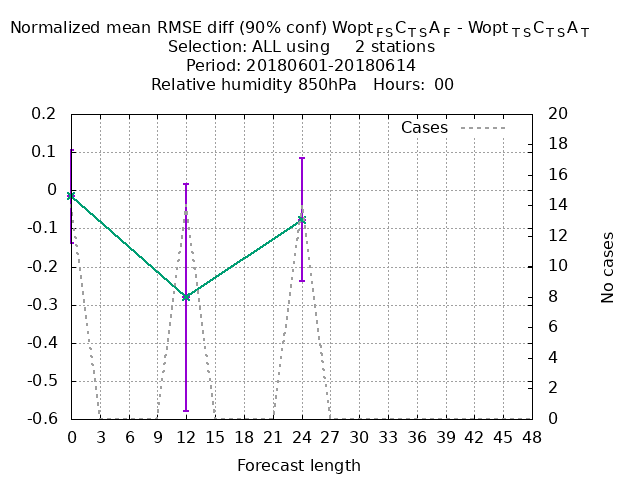 Normalized mean RMSE diff (90% conf) Wopt FS C TS A F - Wopt TS C TS A T
Selection: ALL using 2 stations
Period: 20180601-20180614
Relative humidity 850hPa Hours: 00
Cases
0.2
0.1
0
-0.1
-0.2
-0.3
-0.4
-0.5
-0.6
20
18
16
14
12
10
8
6
4
2
0
No cases
0 3 6 9 12 15 18 21 24 27 30 33 36 39 42 45 48
Forecast length